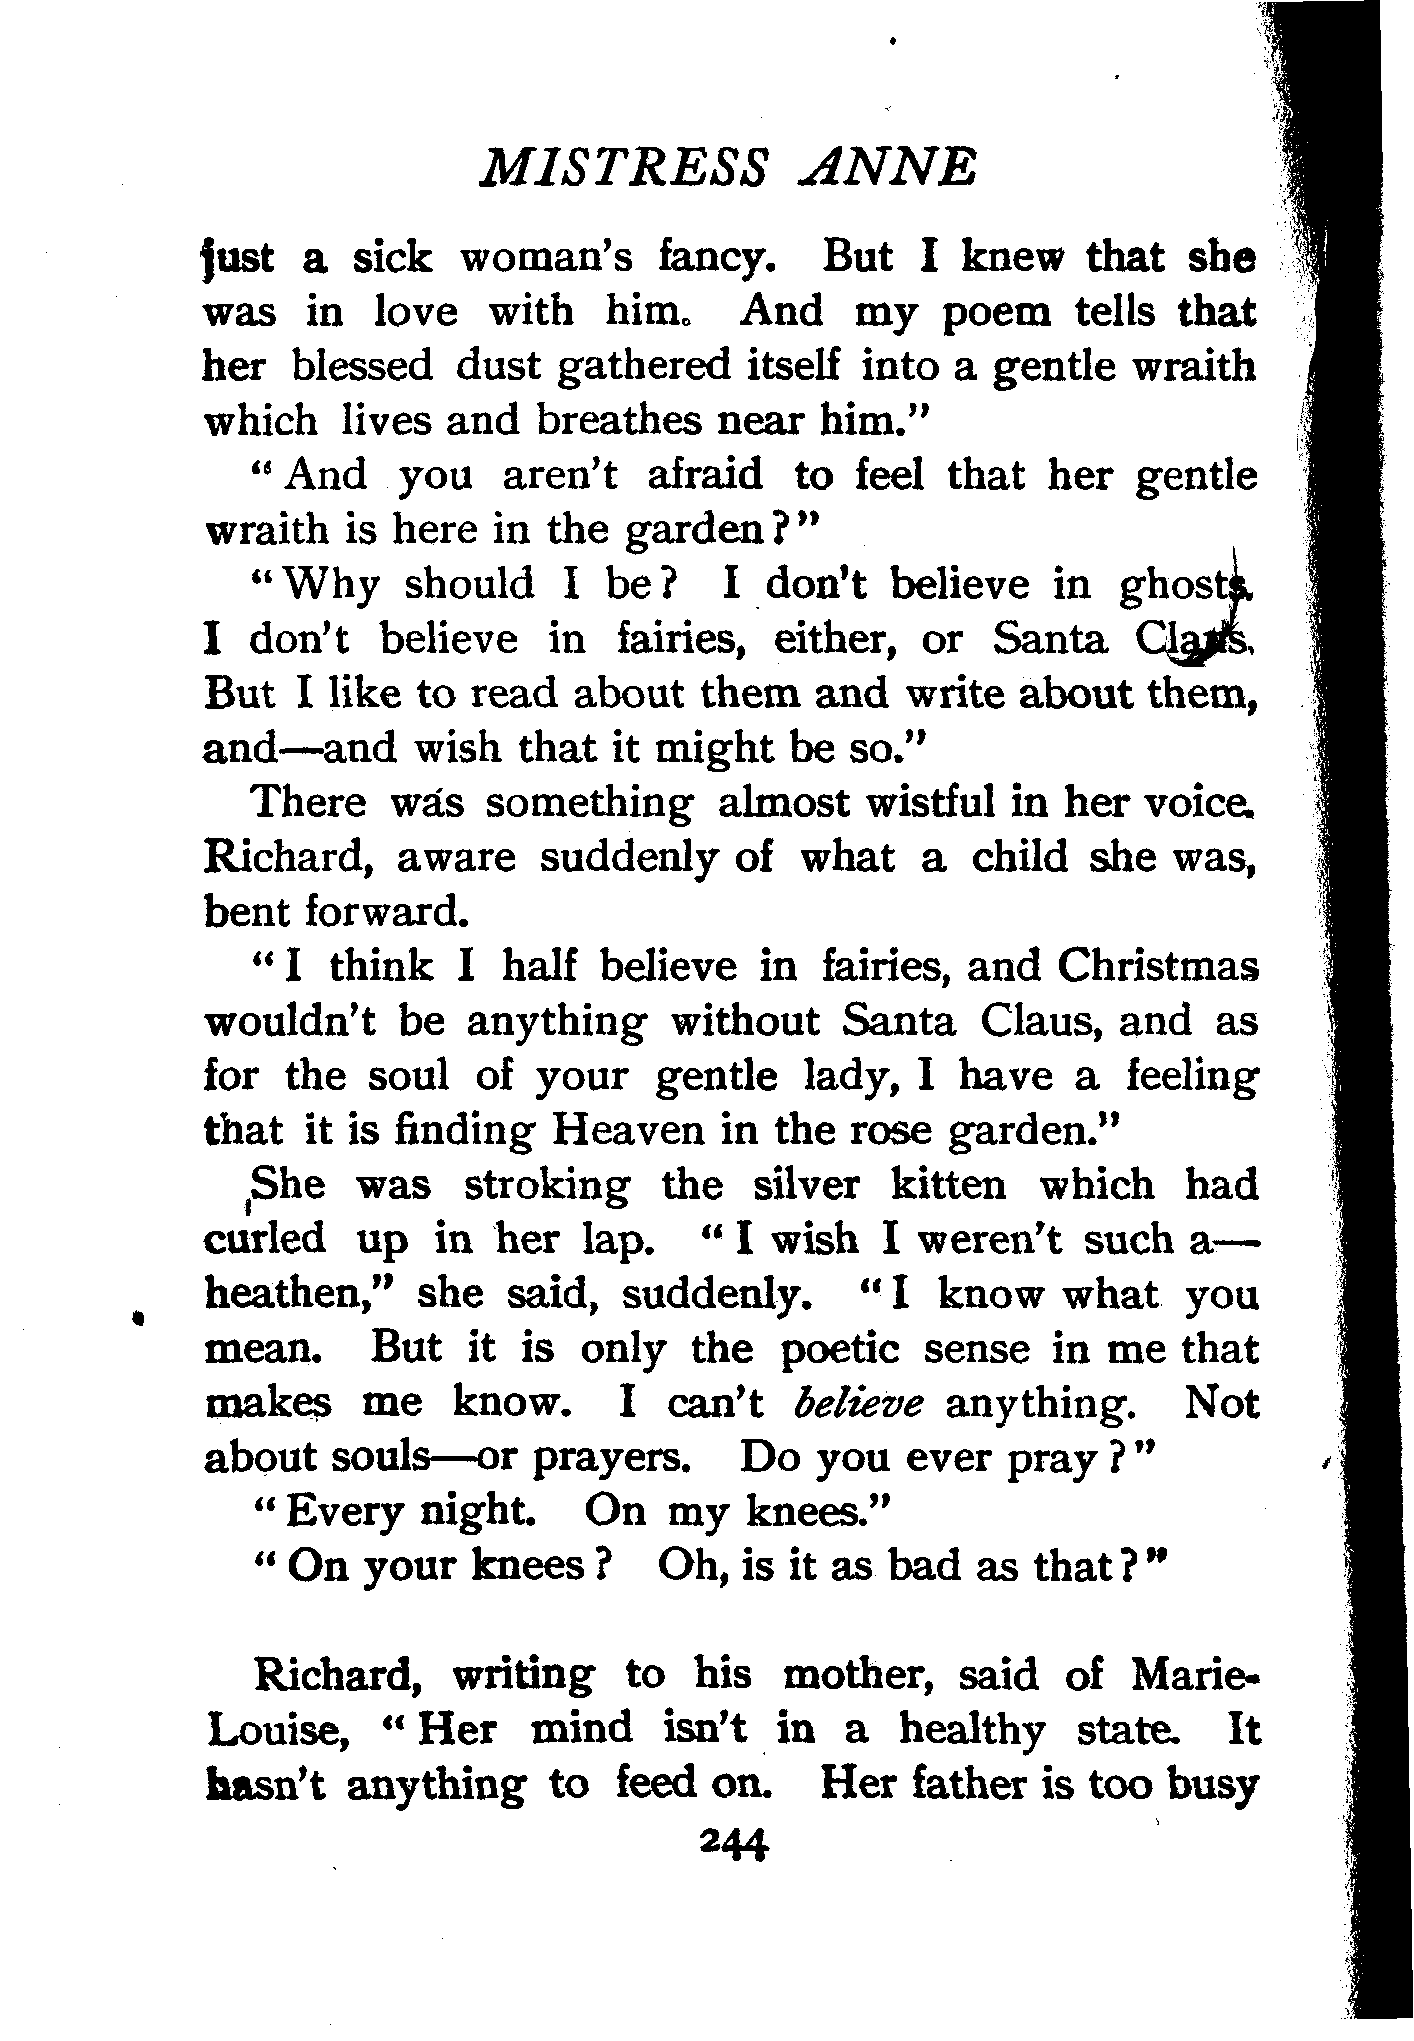 MISTRESS ANNE
just a sick woman's fancy. But I knew that she
was in love with him. And my poem tells that
her blessed dust gathered itself into a gentle wraith
which lives and breathes near him."
"And you aren't afraid to feel that her gentle
wraith is here in the garden?"
"Why should I be? I don't believe in ghosts.
I don't believe in fairies, either, or Santa Claus.
But I like to read about them and write about them,
and—and wish that it might be so."
There was something almost wistful in her voice.
Richard, aware suddenly of what a child she was,
bent forward.
"I think I half believe in fairies, and Christmas
wouldn't be anything without Santa Claus, and as
for the soul of your gentle lady, I have a feeling
that it is finding Heaven in the rose garden."
She was stroking the silver kitten which had
curled up in her lap. "I wish I weren't such a—
heathen," she said, suddenly. "I know what you
mean. But it is only the poetic sense in me that
makes me know. I can't believe anything. Not
about souls—or prayers. Do you ever pray?"
"Every night. On my knees."
"On your knees? Oh, is it as bad as that?"
Richard, writing to his mother, said of Marie-
Louise, "Her mind isn't in a healthy state. It
hasn't anything to feed on. Her father is too busy
244